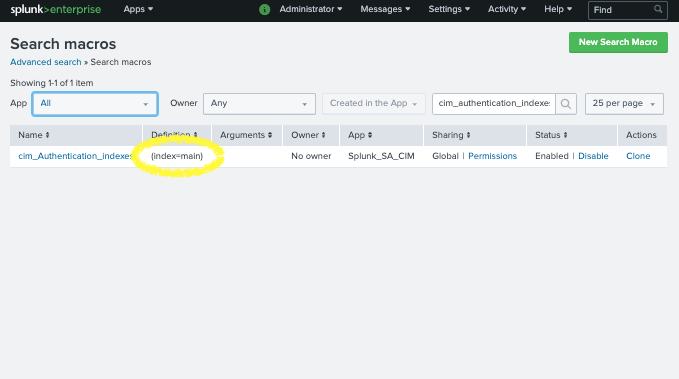 splunk>enterprise Apps Administrator Messages Settings Activity Help Find
Search macros
New Search Macro
Advanced search » Search macros
Showing 1-1 of 1 item
App All Owner Any Created in the App cim_authentication_indexes 25 per page
Name Definition Arguments Owner App Sharing Status Actions
cim_Authentication_indexes (index=main) No owner Splunk_SA_CIM Global | Permissions Enabled | Disable Clone